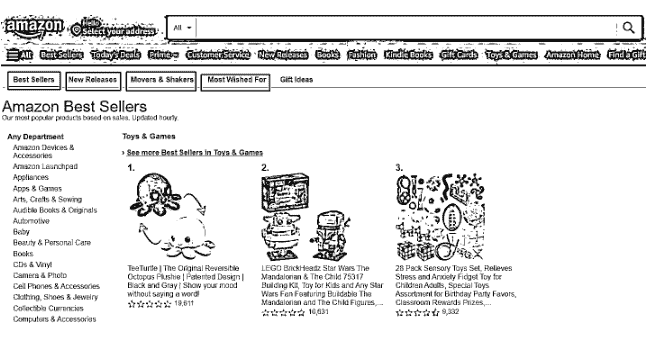 amazon
Hello
Select your address
All
All Best Sellers Today's Deals Prime Customer Service New Releases Books Fashion Kindle Books Gift Cards Toys & Games Amazon Home Find a Gift
Best Sellers New Releases Movers & Shakers Most Wished For Gift Ideas
Amazon Best Sellers
Our most popular products based on sales. Updated hourly.
Any Department
Amazon Devices &
Accessories
Amazon Launchpad
Appliances
Apps & Games
Arts, Crafts & Sewing
Audible Books & Originals
Automotive
Baby
Beauty & Personal Care
Books
CDs & Vinyl
Camera & Photo
Cell Phones & Accessories
Clothing, Shoes & Jewelry
Collectible Currencies
Computers & Accessories
Toys & Games
› See more Best Sellers in Toys & Games
1.
TeeTurtle | The Original Reversible
Octopus Plushie | Patented Design |
Black and Gray | Show your mood
without saying a word!
19,611
2.
LEGO BrickHeadz Star Wars The
Mandalorian & The Child 75317
Building Kit, Toy for Kids and Any Star
Wars Fan Featuring Buildable The
Mandalorian and The Child Figures,...
16,631
3.
28 Pack Sensory Toys Set, Relieves
Stress and Anxiety Fidget Toy for
Children Adults, Special Toys
Assortment for Birthday Party Favors,
Classroom Rewards Prizes,...
9,332